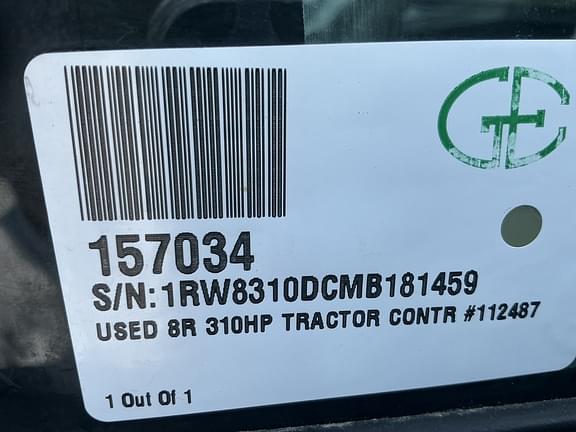 157034
S/N: 1RW8310DCMB181459
USED 8R 310HP TRACTOR CONTR #112487
1 Out Of 1